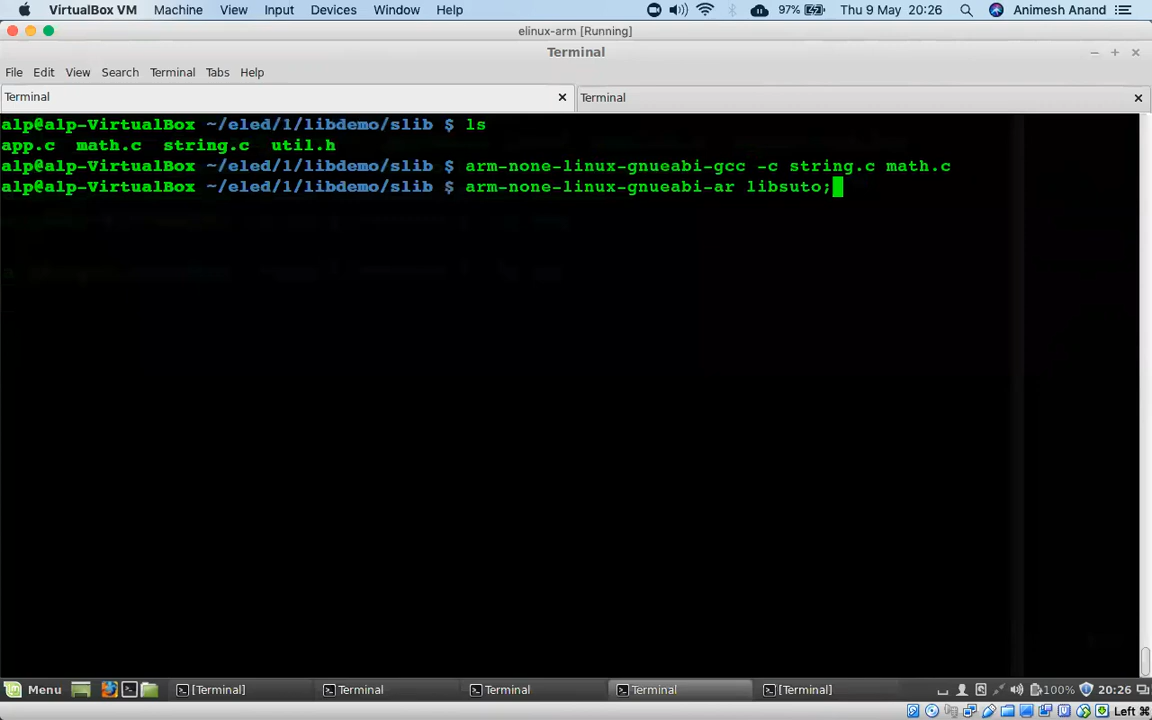 VirtualBox VM Machine View Input Devices Window Help 97% Thu 9 May 20:26 Animesh Anand
elinux-arm [Running]
Terminal
File Edit View Search Terminal Tabs Help
Terminal Terminal
alp@alp-VirtualBox ~/eled/1/libdemo/slib $ ls
app.c math.c string.c util.h
alp@alp-VirtualBox ~/eled/1/libdemo/slib $ arm-none-linux-gnueabi-gcc -c string.c math.c
alp@alp-VirtualBox ~/eled/1/libdemo/slib $ arm-none-linux-gnueabi-ar libsuto;
Menu [Terminal] Terminal Terminal Terminal [Terminal] 100% 20:26
Left ⌘